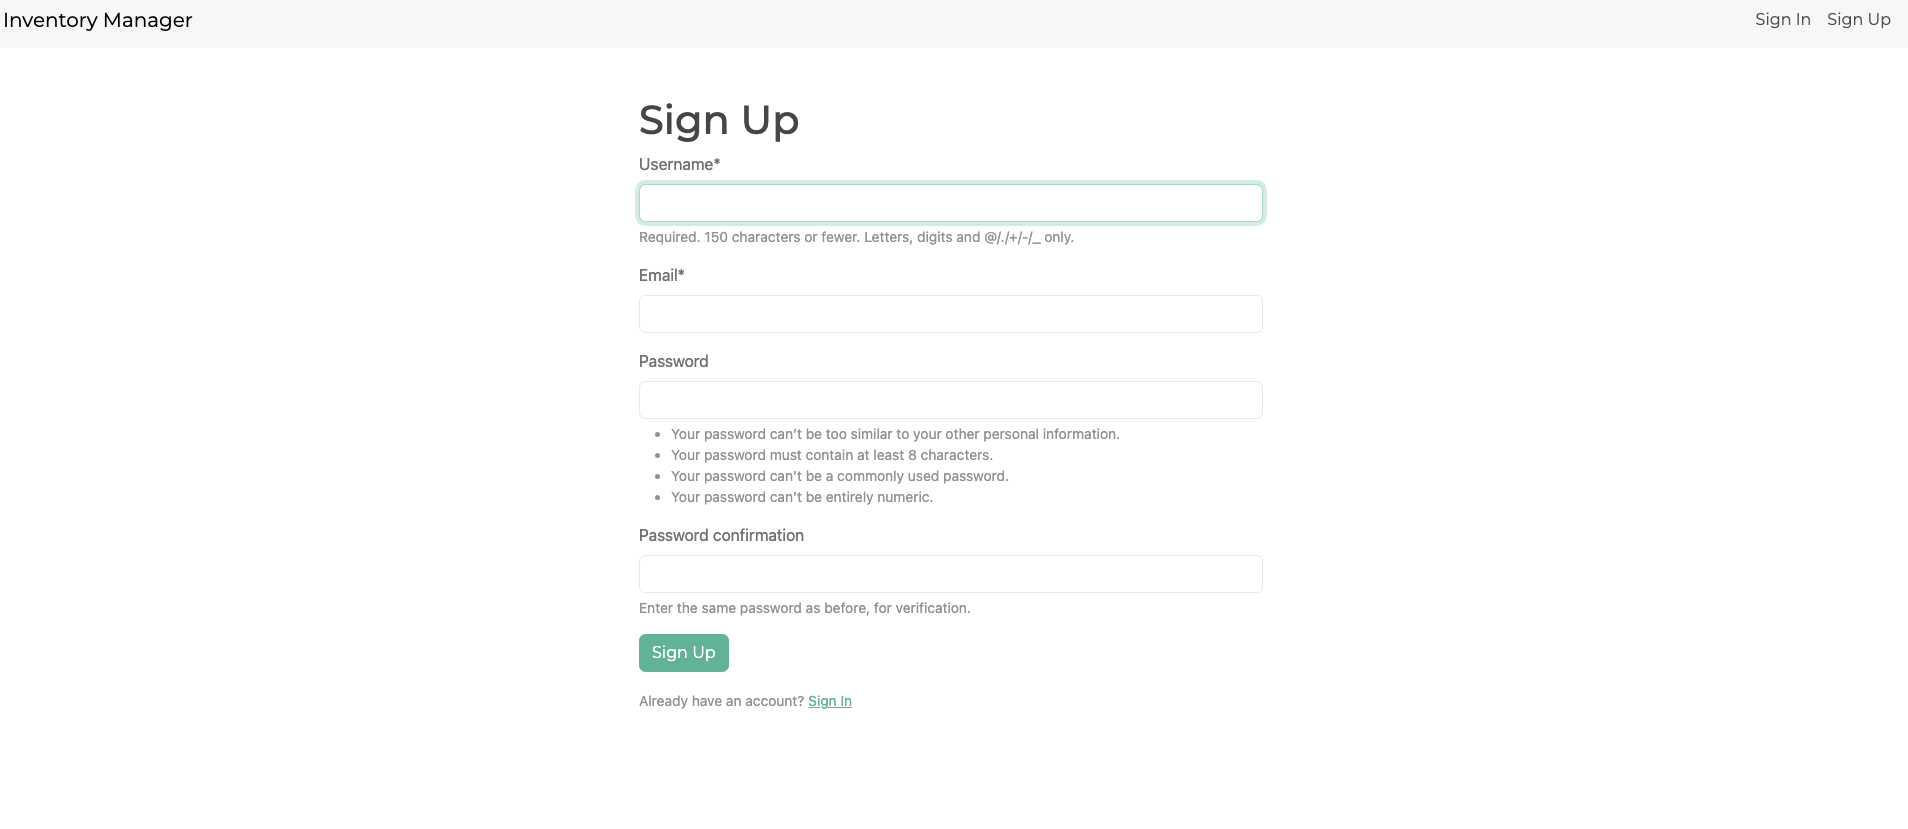 Inventory Manager
Sign In Sign Up
Sign Up
Username*
Required. 150 characters or fewer. Letters, digits and @/./+/-/_ only.
Email*
Password
Your password can’t be too similar to your other personal information.
Your password must contain at least 8 characters.
Your password can’t be a commonly used password.
Your password can’t be entirely numeric.
Password confirmation
Enter the same password as before, for verification.
Sign Up
Already have an account? Sign In